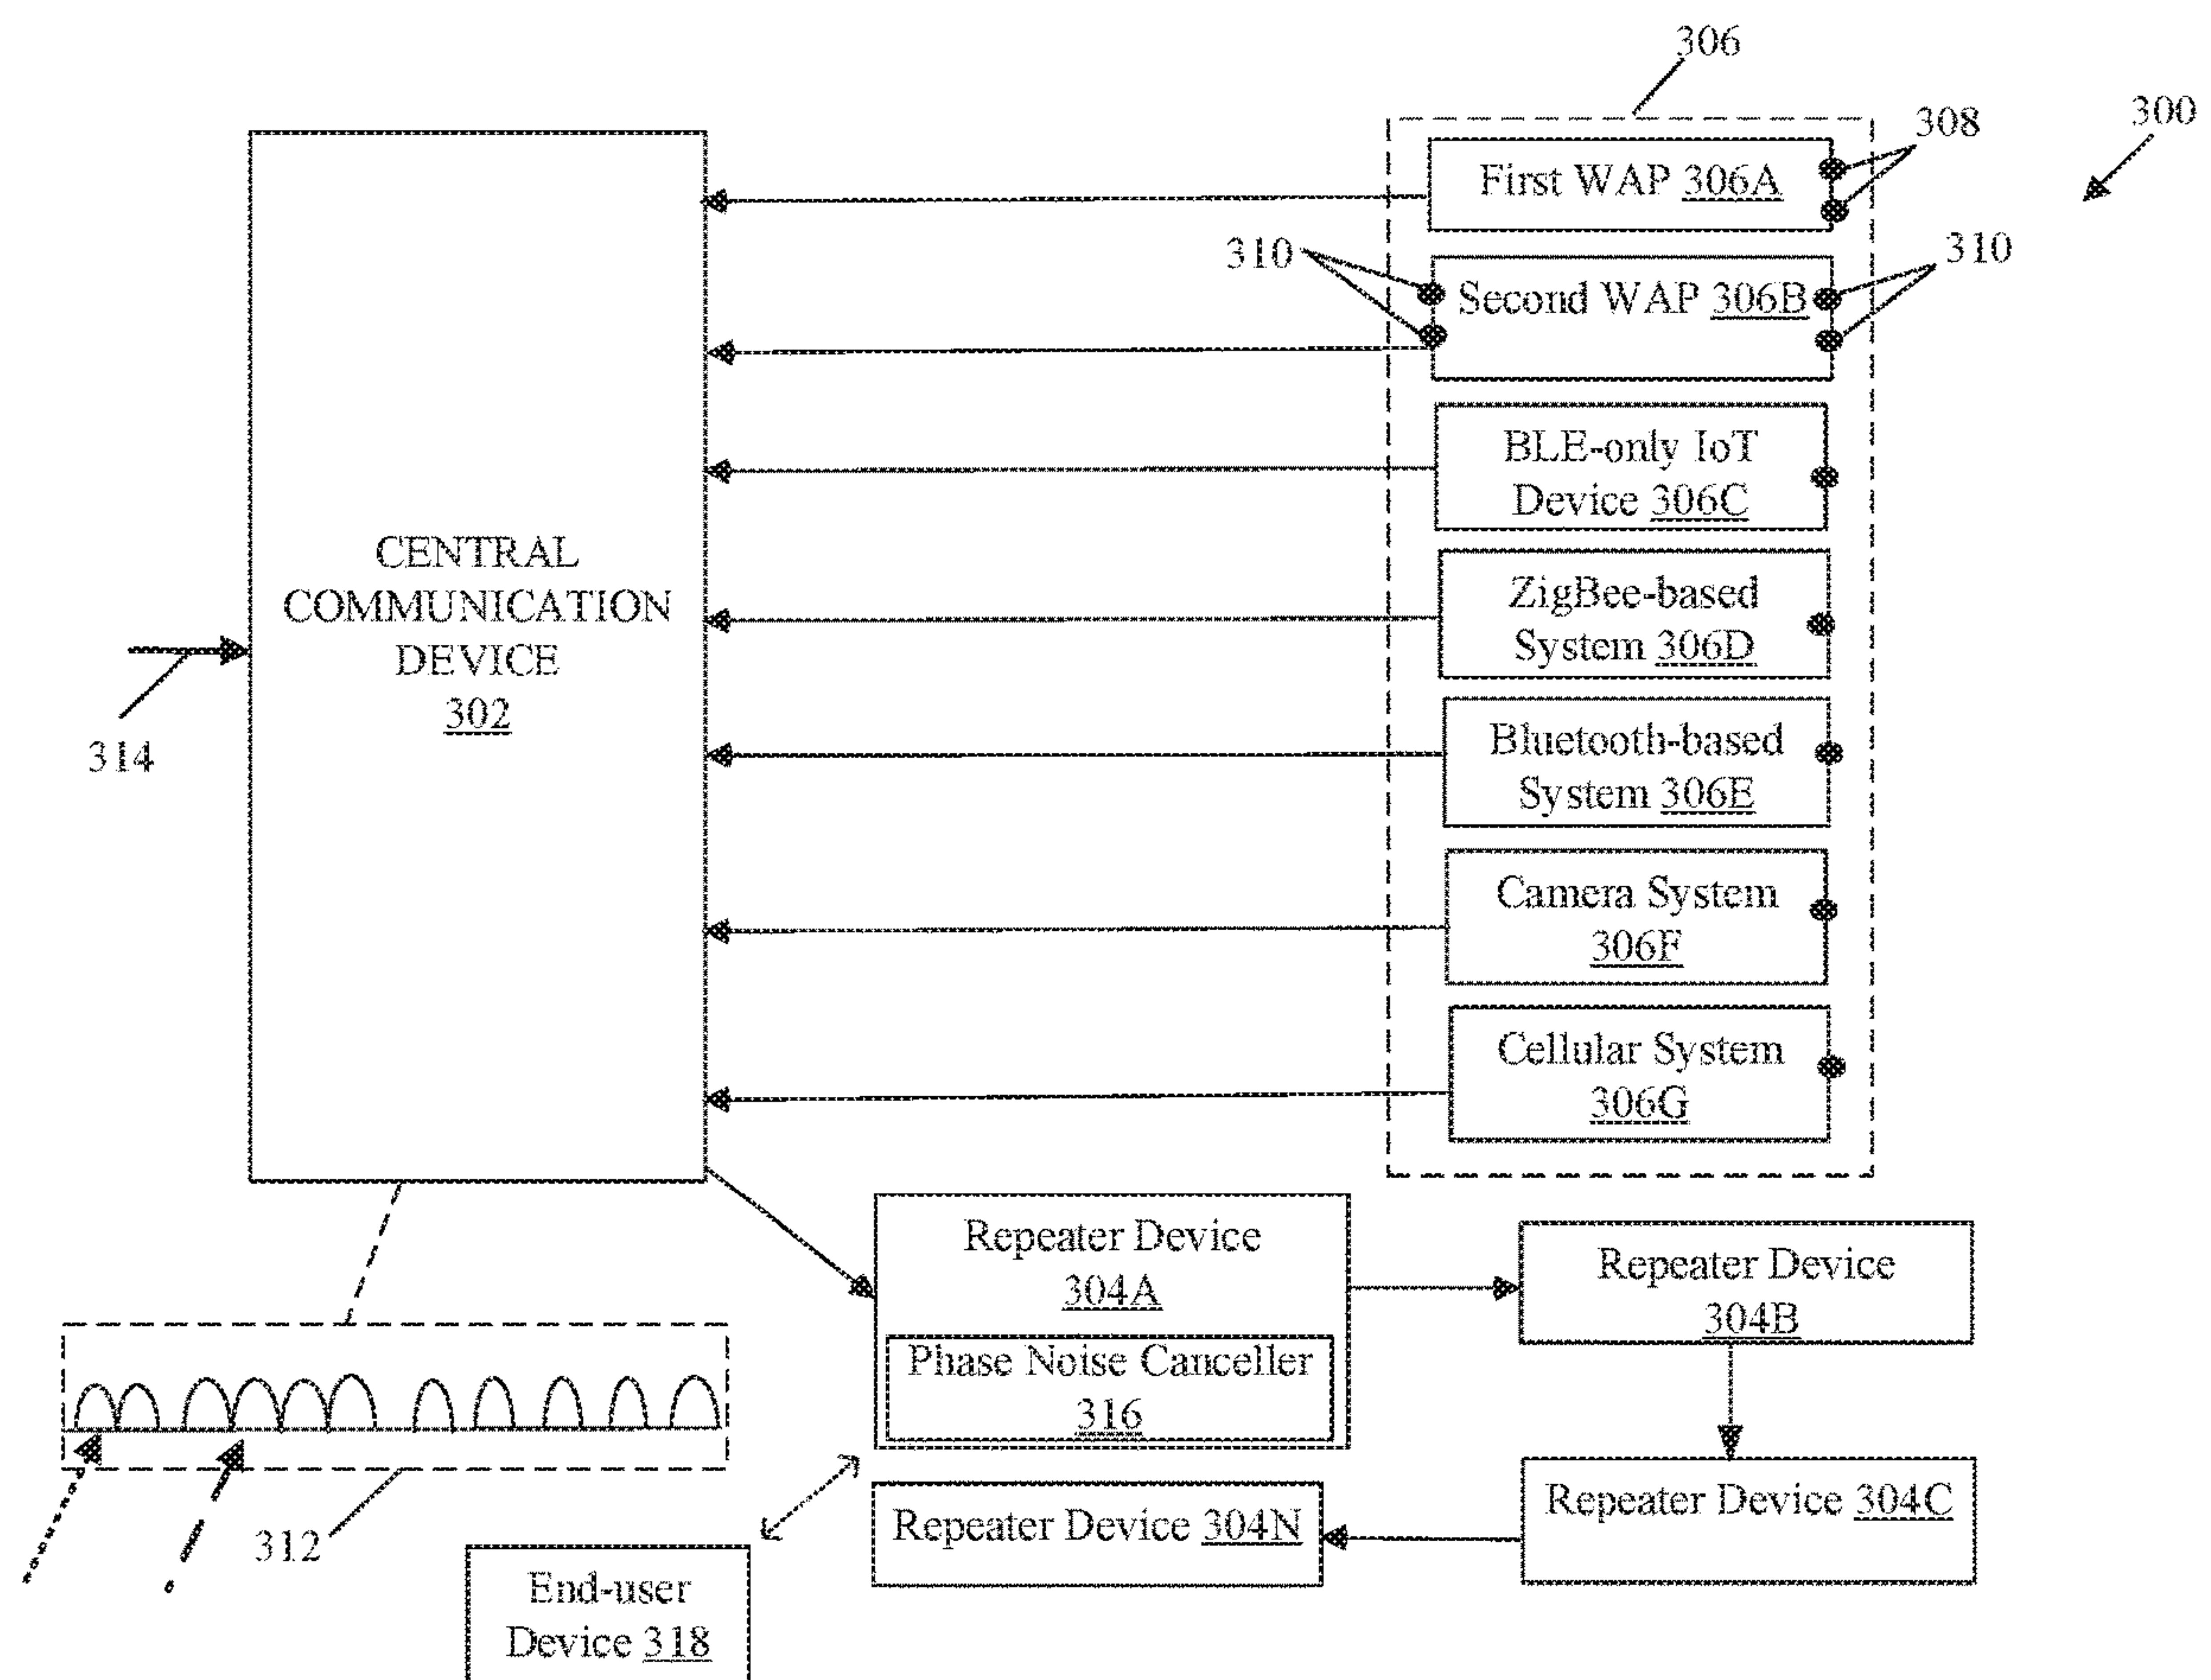 306
300
308
First WAP 306A
310
310
Second WAP 306B
BLE-only IoT
Device 306C
CENTRAL
COMMUNICATION
DEVICE
302
ZigBee-based
System 306D
314
Bluetooth-based
System 306E
Camera System
306F
Cellular System
306G
Repeater Device
304A
Phase Noise Canceller
316
Repeater Device
304B
Repeater Device 304C
Repeater Device 304N
312
End-user
Device 318